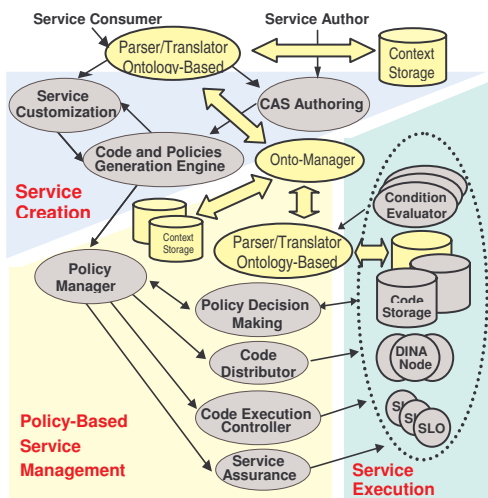 Service Consumer
Service Author
Parser/Translator
Ontology-Based
Context
Storage
Service
Customization
CAS Authoring
Code and Policies
Generation Engine
Onto-Manager
Service
Creation
Condition
Evaluator
Context
Storage
Parser/Translator
Ontology-Based
Policy
Manager
Policy Decision
Making
Code
Storage
Code
Distributor
DINA
Node
Policy-Based
Service
Management
Code Execution
Controller
SL
SL
SLO
Service
Assurance
Service
Execution